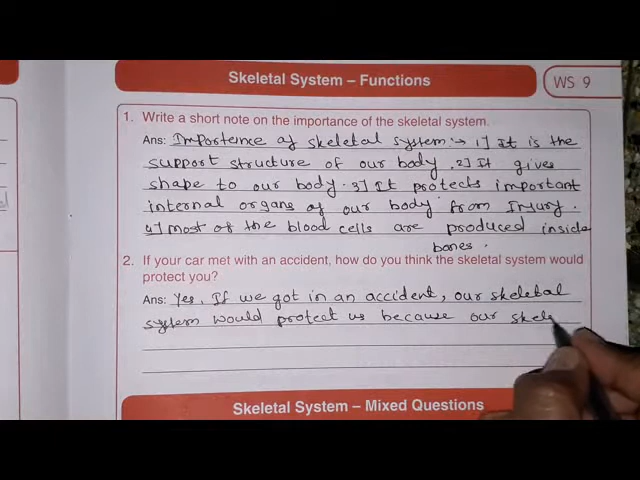 Skeletal System – Functions
WS 9
1. Write a short note on the importance of the skeletal system.
Ans: Importence of skeletal system :→ 1] It is the
support structure of our body. 2] It gives
shape to our body. 3] It protects important
internal organs of our body from Injury.
4] most of the blood cells are produced inside
bones.
2. If your car met with an accident, how do you think the skeletal system would
protect you?
Ans: Yes, If we got in an accident, our skeletal
system would protect us because our skele
Skeletal System – Mixed Questions